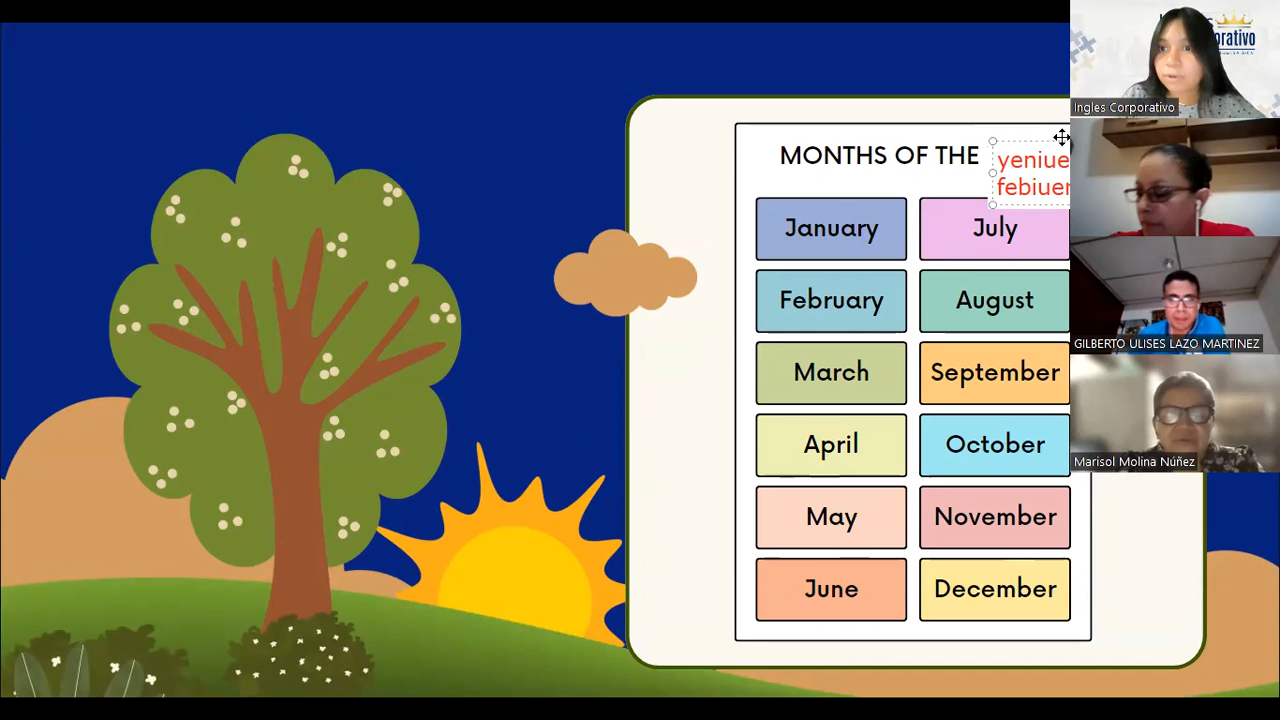 MONTHS OF THE
yeniue
febiuer
January
July
February
August
March
September
April
October
May
November
June
December
Ingles Corporativo
GILBERTO ULISES LAZO MARTINEZ
Marisol Molina Núñez